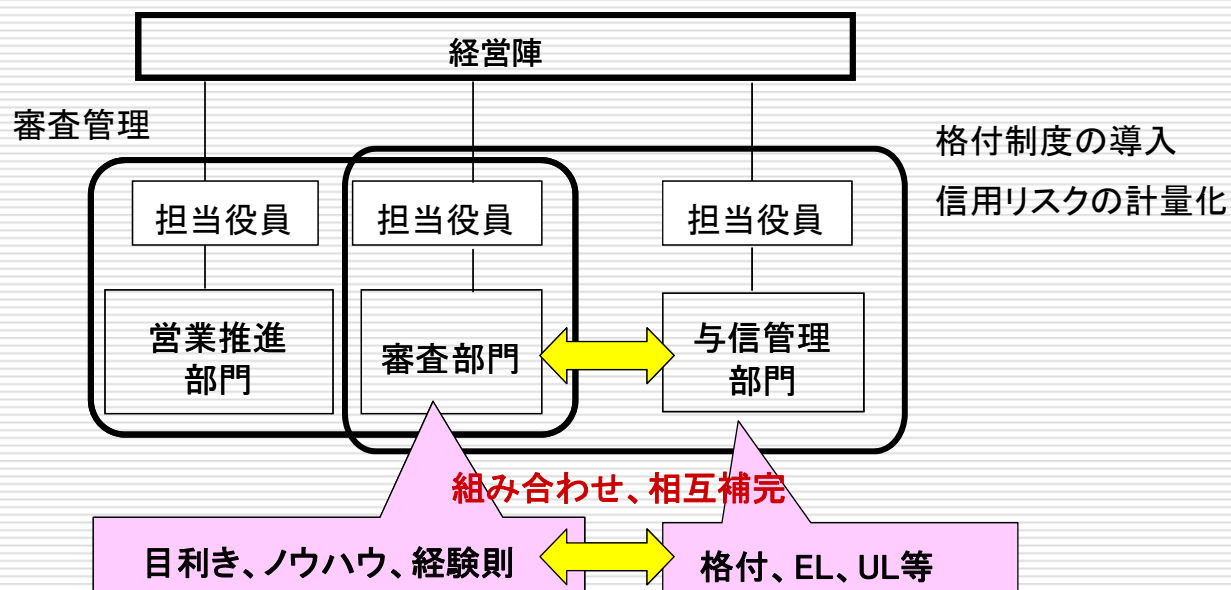 経営陣
審査管理
格付制度の導入
信用リスクの計量化
担当役員
担当役員
担当役員
営業推進
部門
審査部門
与信管理
部門
組み合わせ、相互補完
目利き、ノウハウ、経験則
格付、EL、UL等